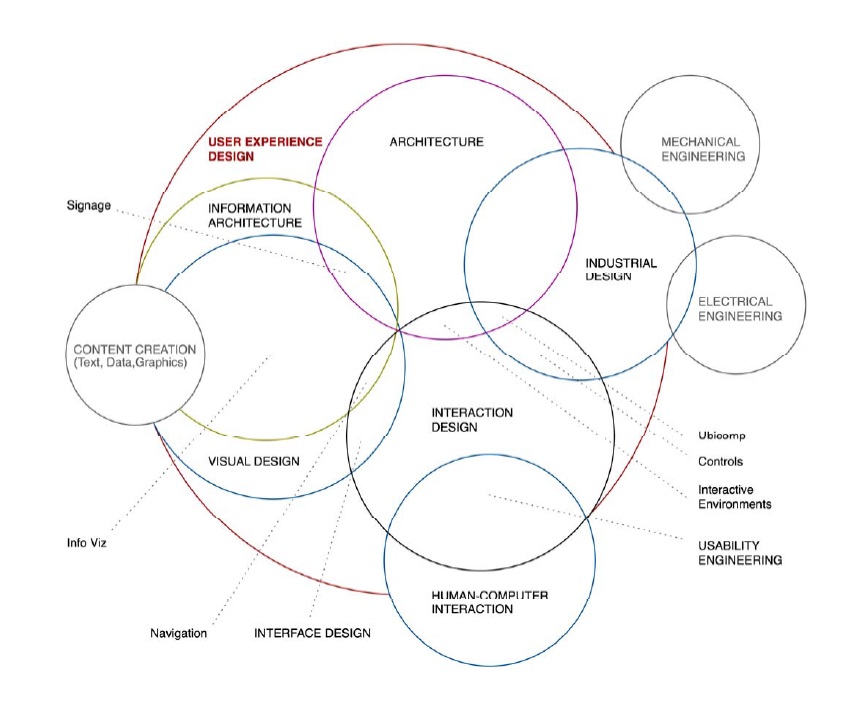 USER EXPERIENCE
DESIGN
ARCHITECTURE
MECHANICAL
ENGINEERING
Signage
INFORMATION
ARCHITECTURE
INDUSTRIAL
DESIGN
ELECTRICAL
ENGINEERING
CONTENT CREATION
(Text, Data,Graphics)
INTERACTION
DESIGN
Ubicomp
VISUAL DESIGN
Controls
Interactive
Environments
Info Viz
USABILITY
ENGINEERING
HUMAN-COMPUTER
INTERACTION
Navigation
INTERFACE DESIGN